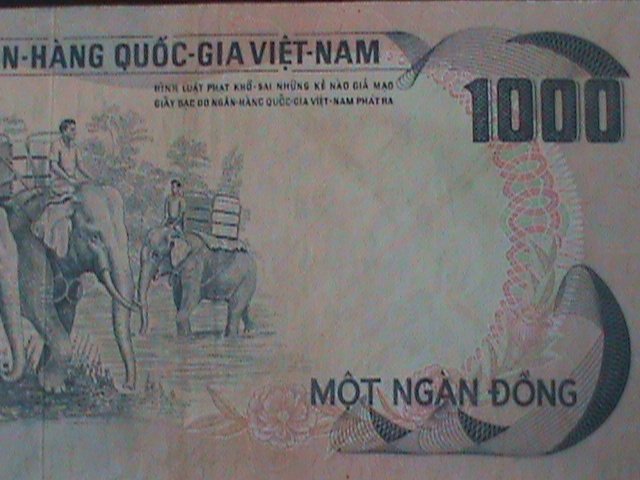 N-HÀNG QUỐC-GIA VIỆT-NAM
HÌNH LUẬT PHẠT KHỔ-SAI NHỮNG KẺ NÀO GIẢ MẠO
GIẤY BẠC DO NGÂN-HÀNG QUỐC-GIA VIỆT-NAM PHÁT RA
1000
MỘT NGÀN ĐỒNG